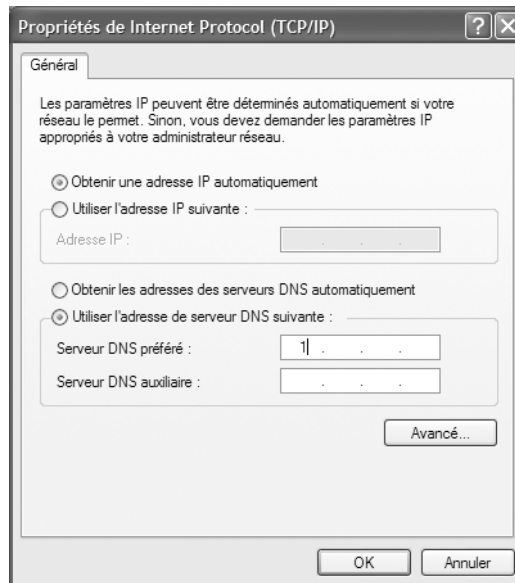 Propriétés de Internet Protocol (TCP/IP)
Général
Les paramètres IP peuvent être déterminés automatiquement si votre
réseau le permet. Sinon, vous devez demander les paramètres IP
appropriés à votre administrateur réseau.
Obtenir une adresse IP automatiquement
Utiliser l'adresse IP suivante :
Adresse IP :
Obtenir les adresses des serveurs DNS automatiquement
Utiliser l'adresse de serveur DNS suivante :
Serveur DNS préféré : 1 . . .
Serveur DNS auxiliaire : . . .
Avancé...
OK Annuler